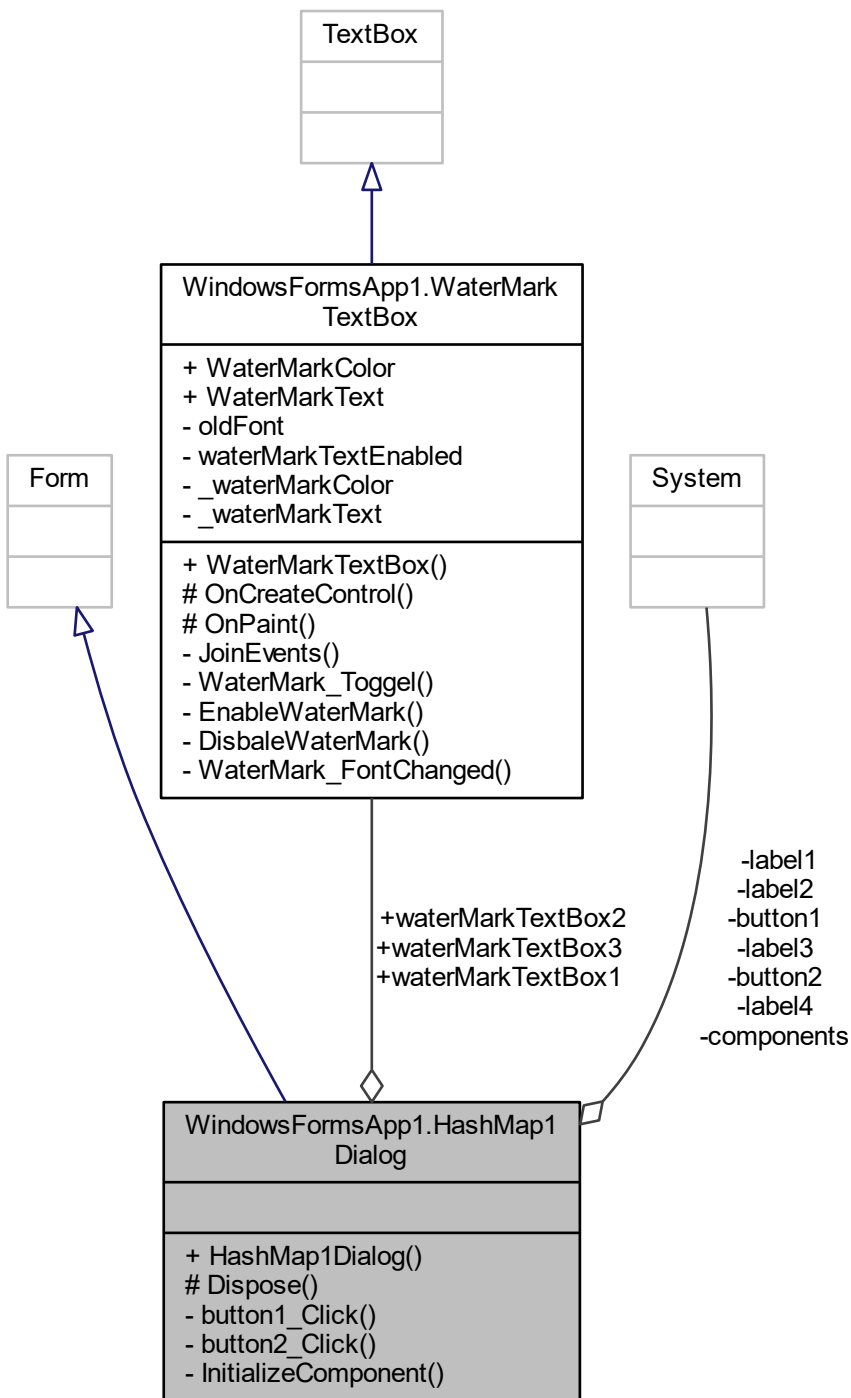 TextBox
WindowsFormsApp1.WaterMark
TextBox
+ WaterMarkColor
+ WaterMarkText
- oldFont
- waterMarkTextEnabled
- _waterMarkColor
- _waterMarkText
+ WaterMarkTextBox()
# OnCreateControl()
# OnPaint()
- JoinEvents()
- WaterMark_Toggel()
- EnableWaterMark()
- DisbaleWaterMark()
- WaterMark_FontChanged()
Form
System
+waterMarkTextBox2
+waterMarkTextBox3
+waterMarkTextBox1
-label1
-label2
-button1
-label3
-button2
-label4
-components
WindowsFormsApp1.HashMap1
Dialog
+ HashMap1Dialog()
# Dispose()
- button1_Click()
- button2_Click()
- InitializeComponent()